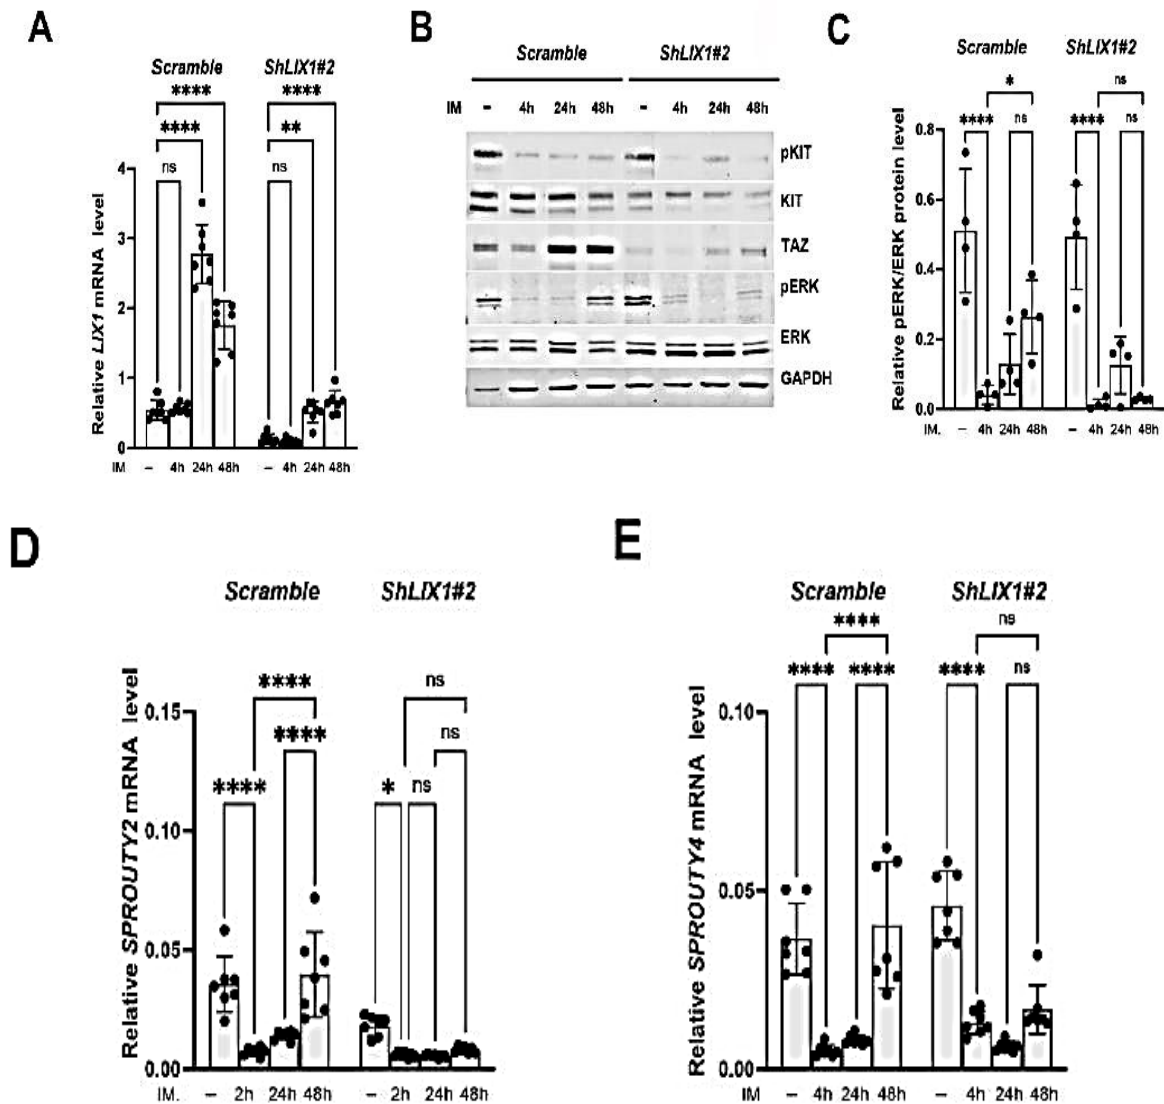 A
Scramble ShLIX1#2
**** ****
**** **
ns ns
Relative LIX1 mRNA level
4
3
2
1
0
IM – 4h 24h 48h – 4h 24h 48h
B
Scramble ShLIX1#2
IM – 4h 24h 48h – 4h 24h 48h
pKIT
KIT
TAZ
pERK
ERK
GAPDH
C
Scramble ShLIX1#2
* ns
**** ns **** ns
Relative pERK/ERK protein level
0.8
0.6
0.4
0.2
0.0
IM. – 4h 24h 48h – 4h 24h 48h
D
Scramble ShLIX1#2
**** ns
**** ns
**** * ns
Relative SPROUTY2 mRNA level
0.15
0.10
0.05
0.00
IM. – 2h 24h 48h – 2h 24h 48h
E
Scramble ShLIX1#2
**** ns
**** **** **** ns
Relative SPROUTY4 mRNA level
0.10
0.05
0.00
IM – 4h 24h 48h – 4h 24h 48h